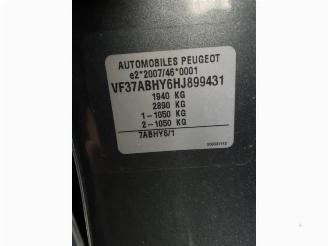 AUTOMOBILES PEUGEOT
e2*2007/46*0001
VF37ABHY6HJ899431
1940 KG
2890 KG
1-1050 KG
2-1050 KG
7ABHY6/1